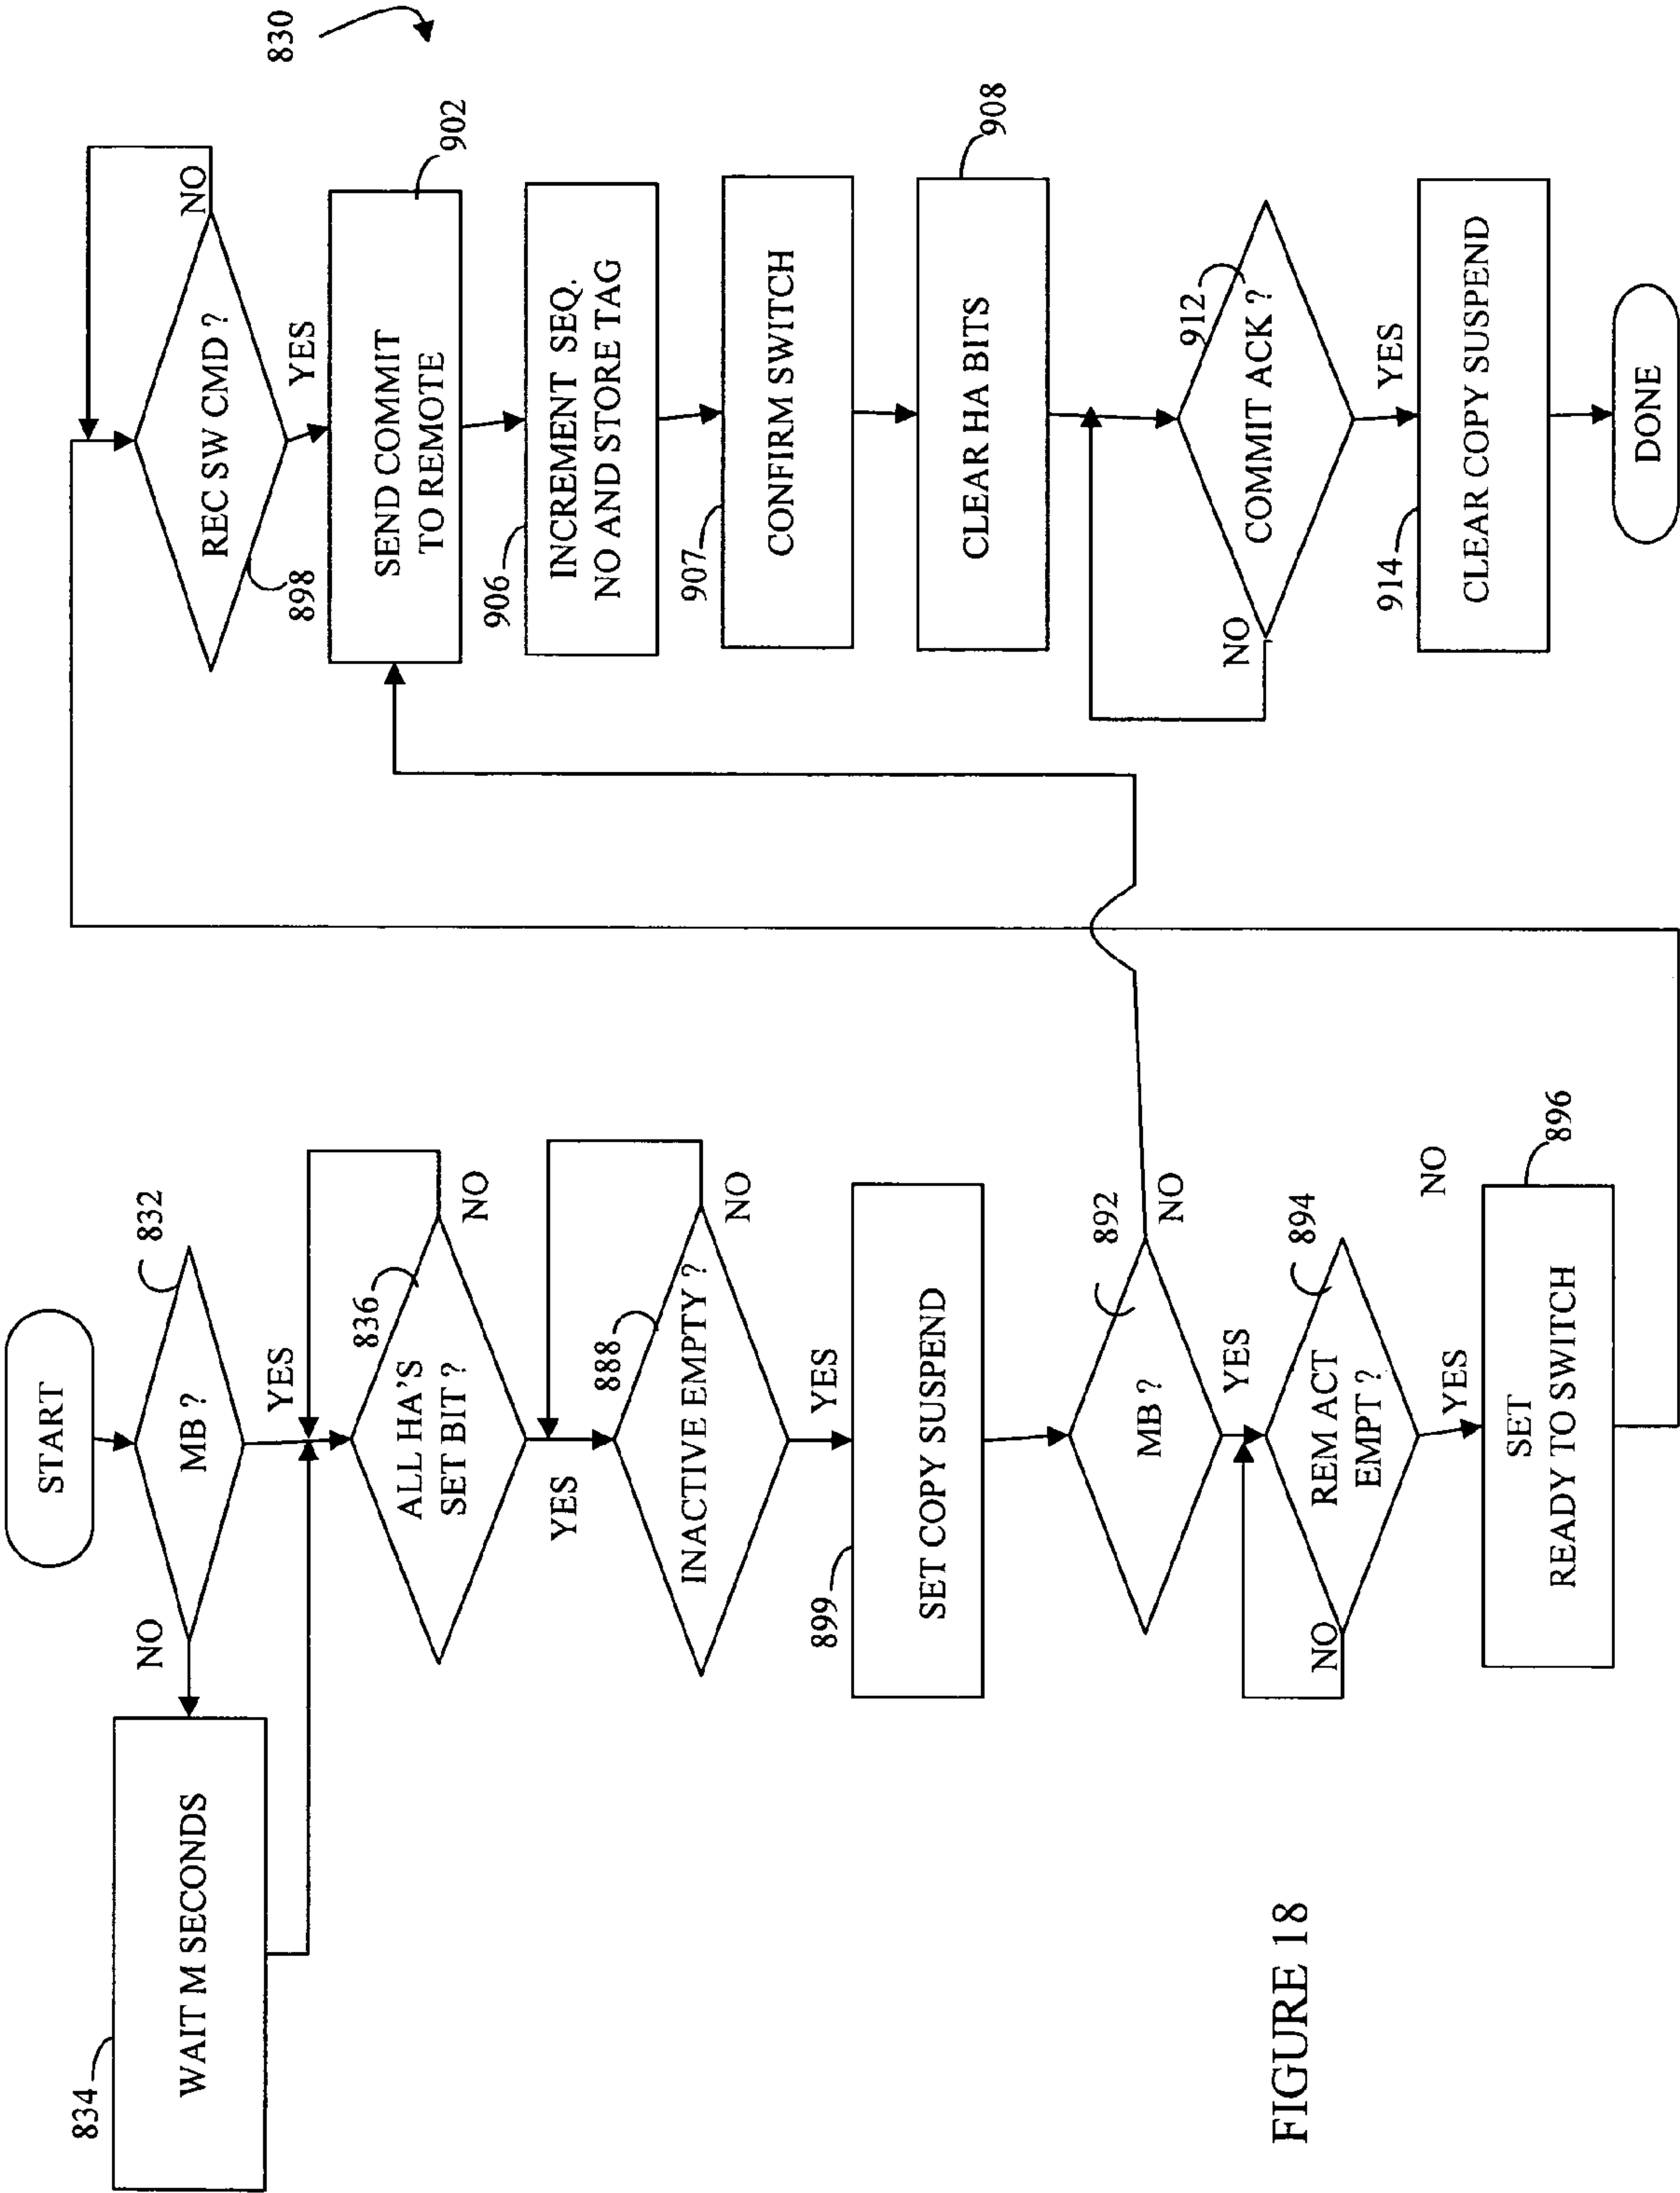 830
START
832
MB ?
NO
YES
834
WAIT M SECONDS
836
ALL HA'S
SET BIT ?
NO
YES
888
INACTIVE EMPTY ?
NO
YES
899
SET COPY SUSPEND
892
MB ?
NO
YES
894
REM ACT
EMPT ?
NO
NO
YES
896
SET
READY TO SWITCH
REC SW CMD ?
NO
898
YES
902
SEND COMMIT
TO REMOTE
906
INCREMENT SEQ.
NO AND STORE TAG
907
CONFIRM SWITCH
908
CLEAR HA BITS
912
COMMIT ACK ?
NO
YES
914
CLEAR COPY SUSPEND
DONE
FIGURE 18